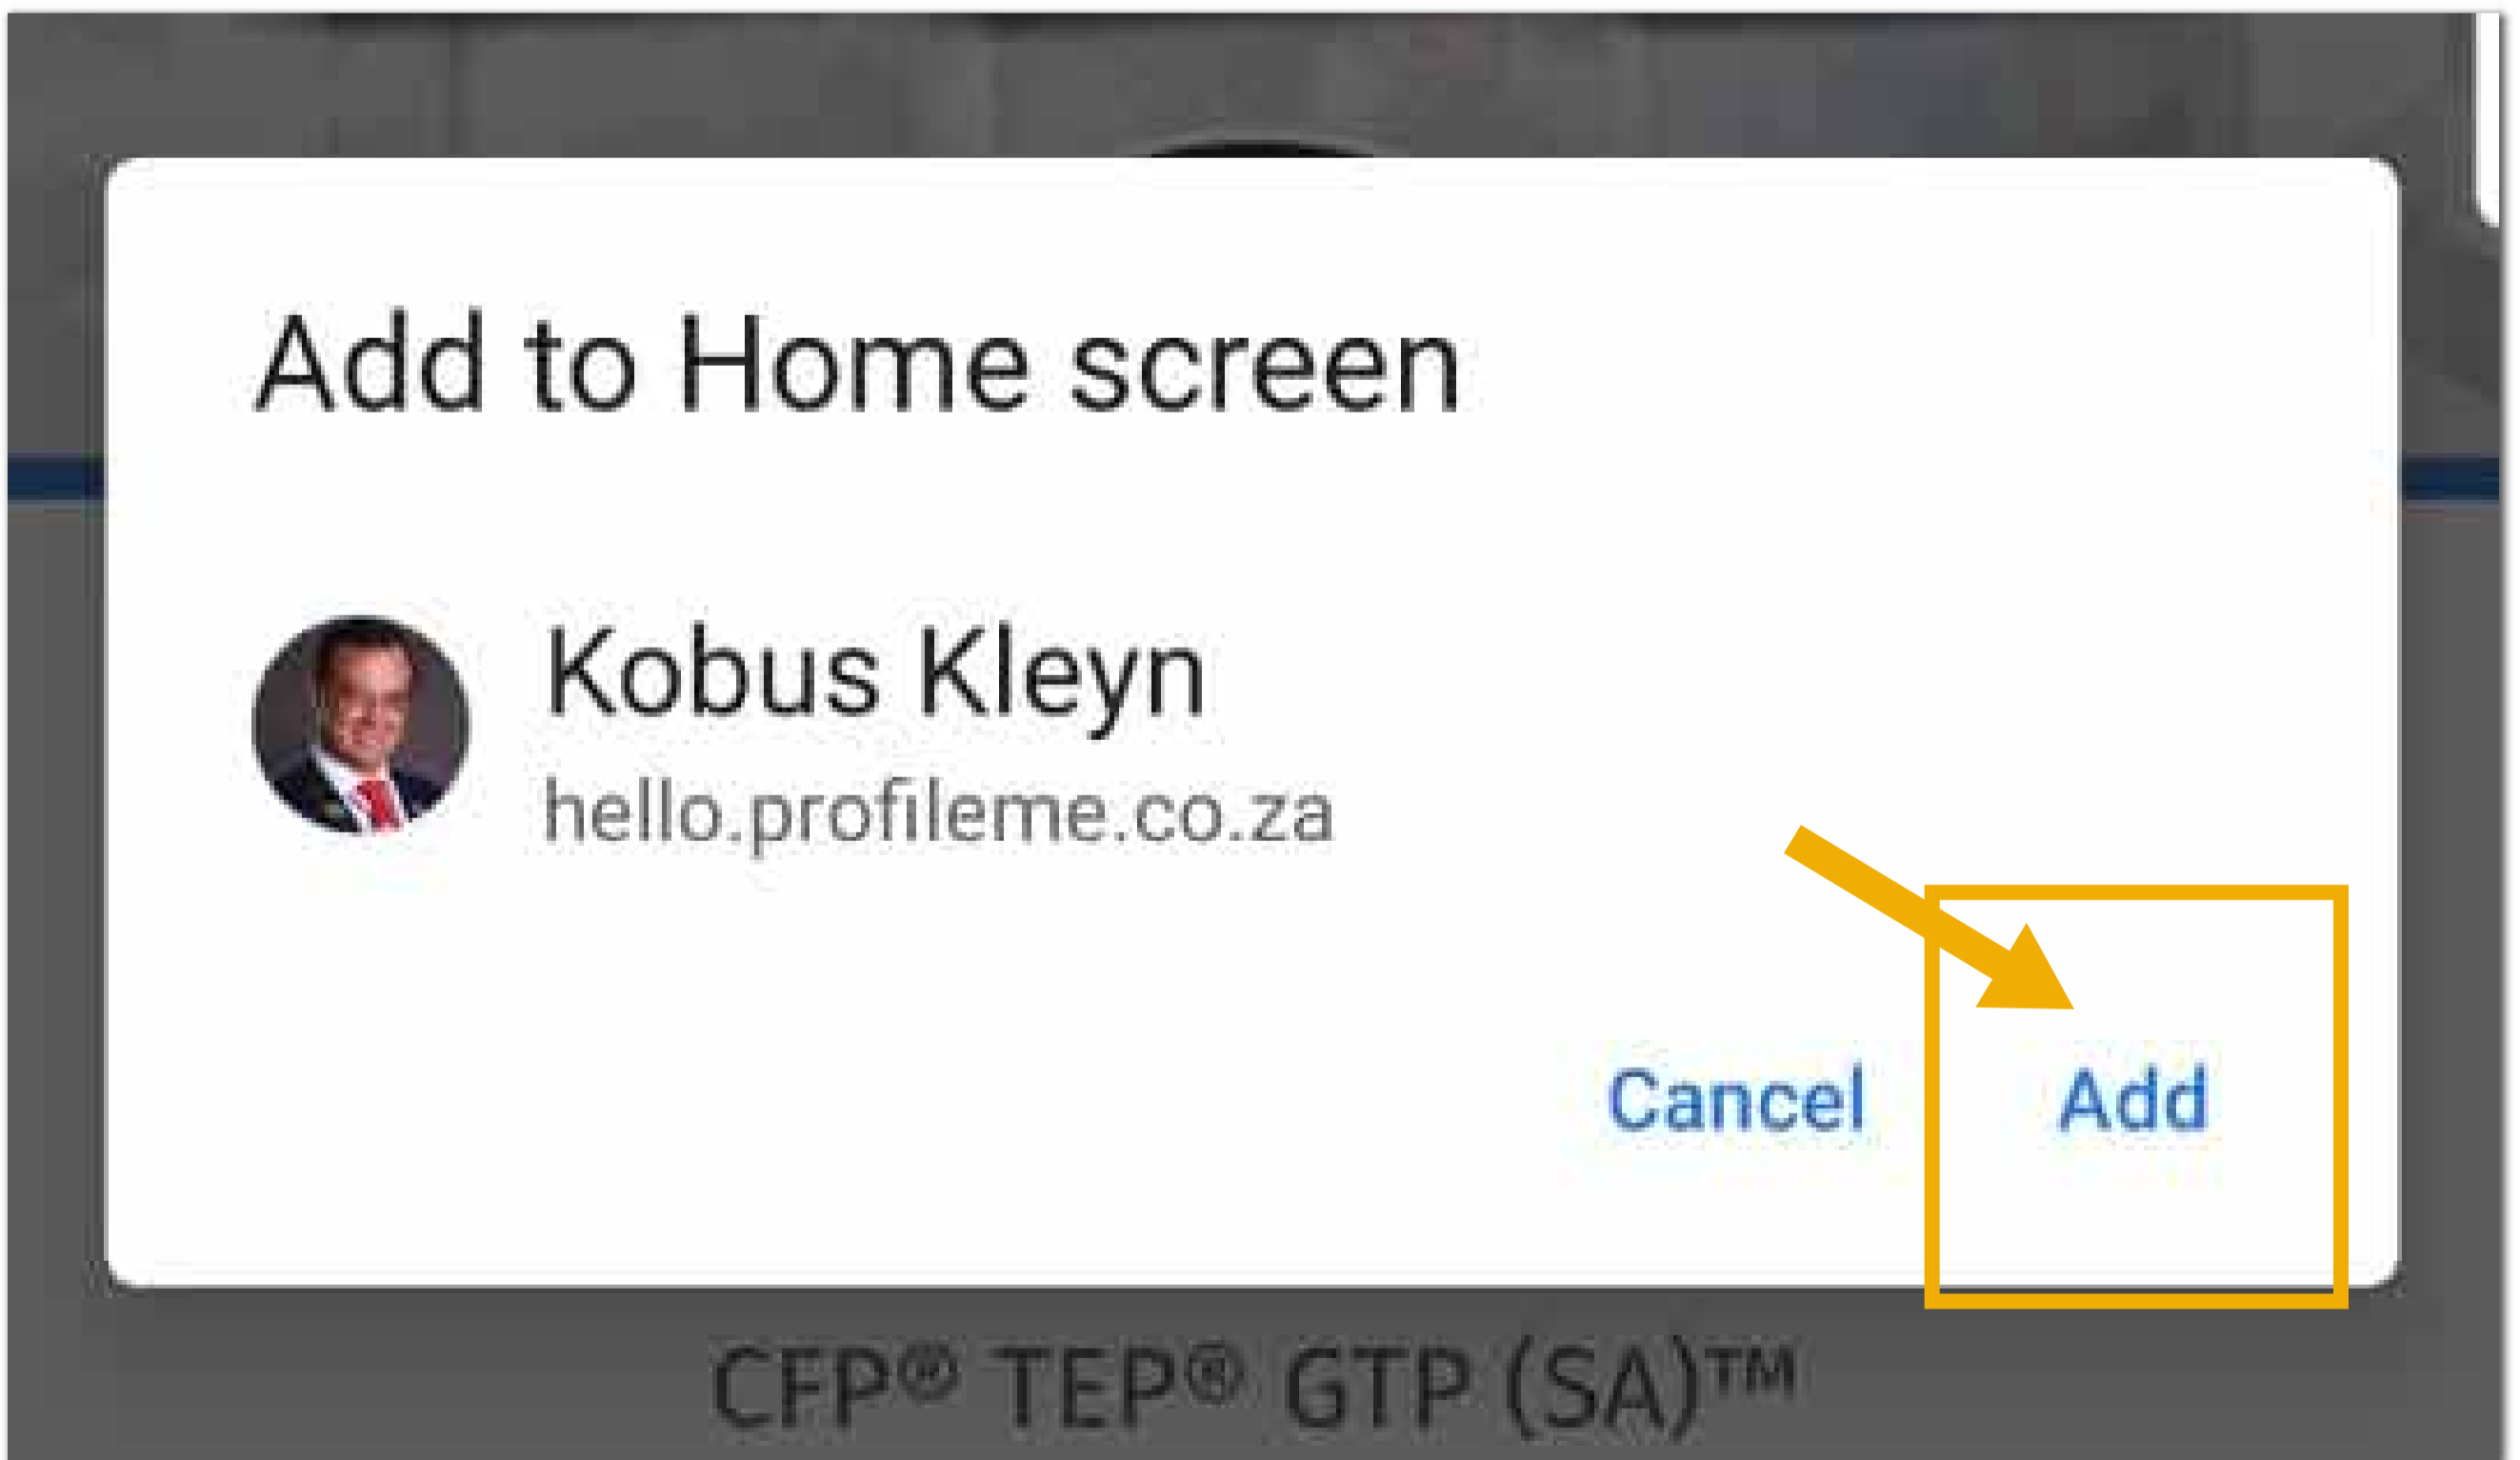 Add to Home screen
Kobus Kleyn
hello.profileme.co.za
Cancel Add
CFP® TEP® GTP (SA)™